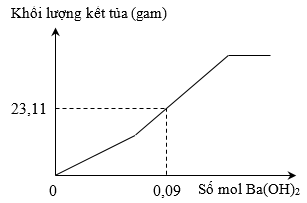 Khối lượng kết tủa (gam)
23,11
0
0,09
Số mol Ba(OH)₂